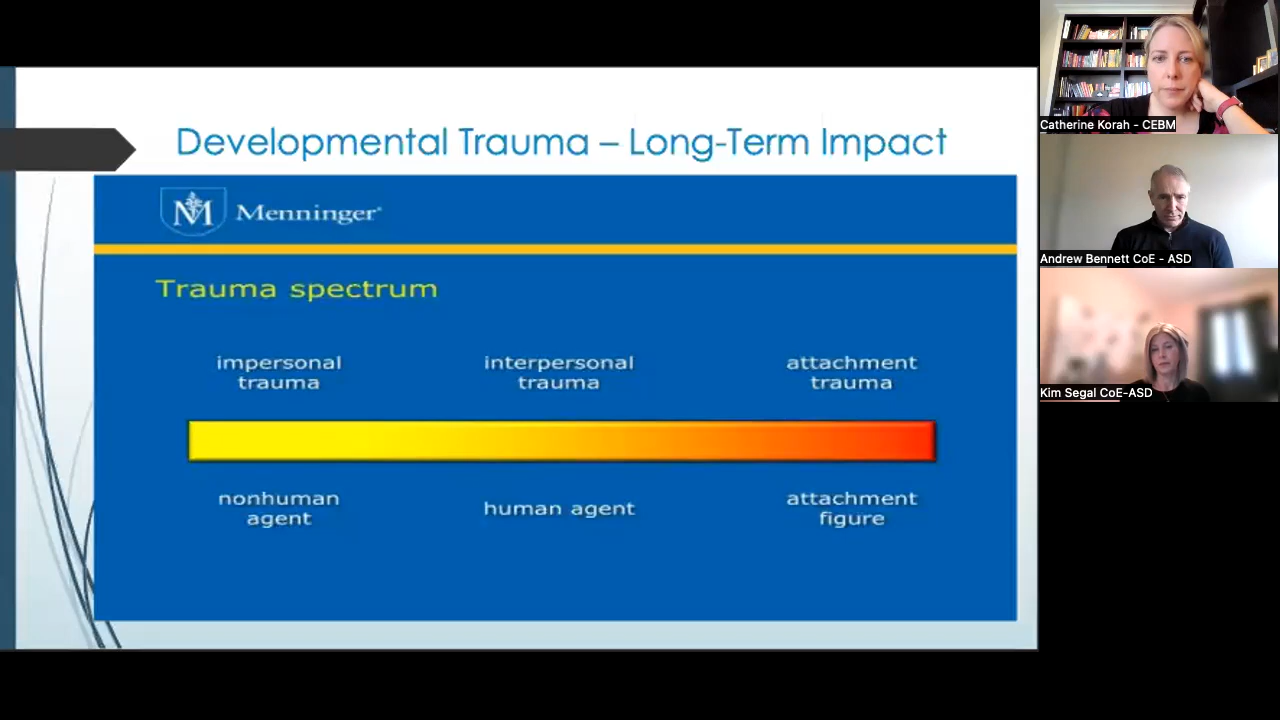 Developmental Trauma – Long-Term Impact
Menninger
Trauma spectrum
impersonal
trauma
interpersonal
trauma
attachment
trauma
nonhuman
agent
human agent
attachment
figure
Catherine Korah - CEBM
Andrew Bennett CoE - ASD
Kim Segal CoE-ASD